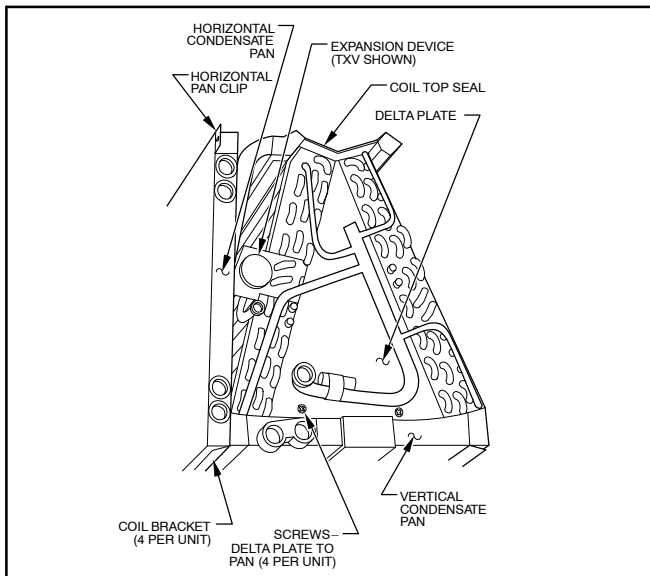 HORIZONTAL
CONDENSATE
PAN
EXPANSION DEVICE
(TXV SHOWN)
HORIZONTAL
PAN CLIP
COIL TOP SEAL
DELTA PLATE
VERTICAL
CONDENSATE
PAN
COIL BRACKET
(4 PER UNIT)
SCREWS–
DELTA PLATE TO
PAN (4 PER UNIT)